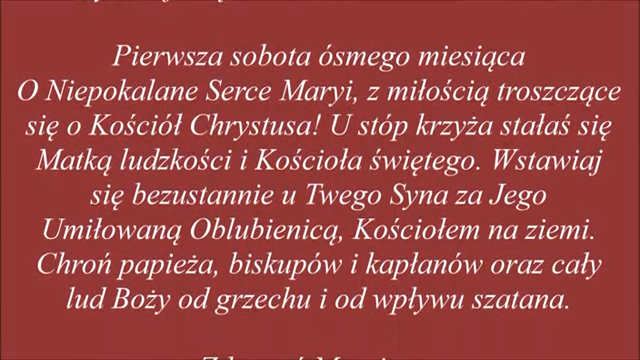 Pierwsza sobota ósmego miesiąca
O Niepokalane Serce Maryi, z miłością troszczące
się o Kościół Chrystusa! U stóp krzyża stałaś się
Matką ludzkości i Kościoła świętego. Wstawiaj
się bezustannie u Twego Syna za Jego
Umiłowaną Oblubienicą, Kościołem na ziemi.
Chroń papieża, biskupów i kapłanów oraz cały
lud Boży od grzechu i od wpływu szatana.